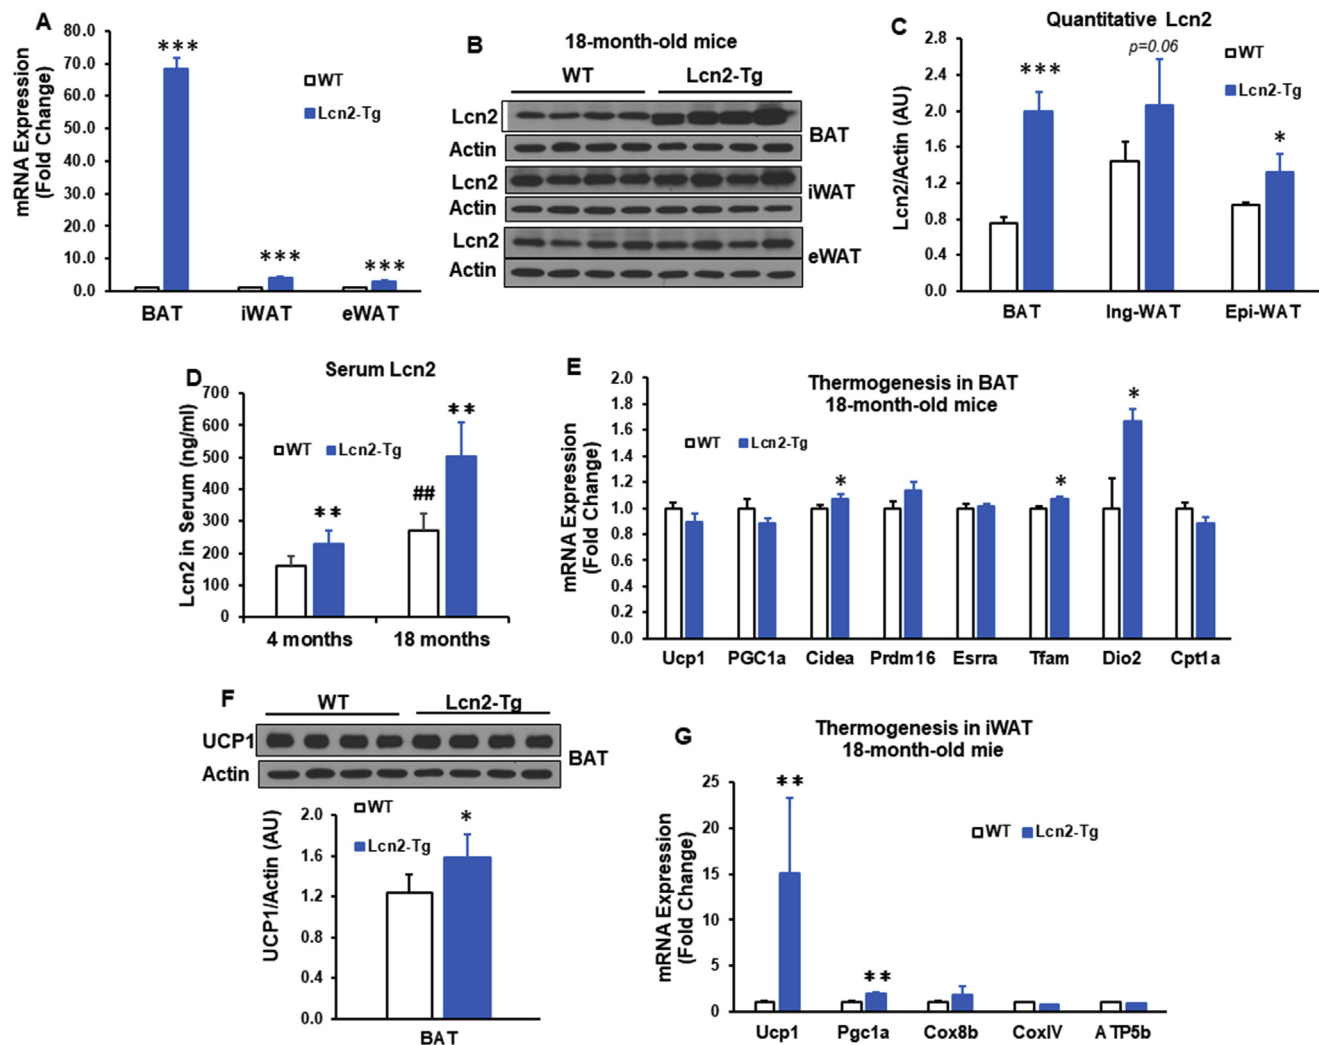 A
mRNA Expression
(Fold Change)
80.0
70.0
60.0
50.0
40.0
30.0
20.0
10.0
0.0
***
***
***
WT
Lcn2-Tg
BAT
iWAT
eWAT
B
18-month-old mice
WT
Lcn2-Tg
Lcn2
Actin
BAT
Lcn2
Actin
iWAT
Lcn2
Actin
eWAT
C
Quantitative Lcn2
Lcn2/Actin (AU)
2.8
2.4
2.0
1.6
1.2
0.8
0.4
0.0
***
p=0.06
*
WT
Lcn2-Tg
BAT
Ing-WAT
Epi-WAT
D
Serum Lcn2
Lcn2 in Serum (ng/ml)
700
600
500
400
300
200
100
0
WT
Lcn2-Tg
**
##
**
4 months
18 months
E
Thermogenesis in BAT
18-month-old mice
mRNA Expression
(Fold Change)
2.0
1.8
1.6
1.4
1.2
1.0
0.8
0.6
0.4
0.2
0.0
WT
Lcn2-Tg
*
*
*
Ucp1
PGC1a
Cidea
Prdm16
Esrra
Tfam
Dio2
Cpt1a
F
WT
Lcn2-Tg
UCP1
Actin
BAT
UCP1/Actin (AU)
2.0
1.6
1.2
0.8
0.4
0.0
WT
Lcn2-Tg
*
BAT
G
Thermogenesis in iWAT
18-month-old mie
mRNA Expression
(Fold Change)
25
20
15
10
5
0
**
**
WT
Lcn2-Tg
Ucp1
Pgc1a
Cox8b
CoxIV
ATP5b